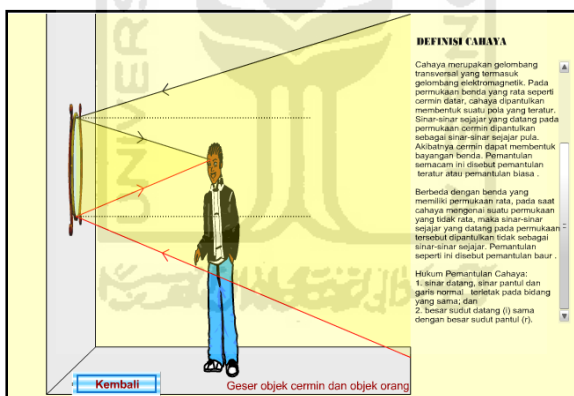 DEFINISI CAHAYA
Cahaya merupakan gelombang
transversal yang termasuk
gelombang elektromagnetik. Pada
permukaan benda yang rata seperti
cermin datar, cahaya dipantulkan
membentuk suatu pola yang teratur.
Sinar-sinar sejajar yang datang pada
permukaan cermin dipantulkan
sebagai sinar-sinar sejajar pula.
Akibatnya cermin dapat membentuk
bayangan benda. Pemantulan
semacam ini disebut pemantulan
teratur atau pemantulan biasa .
Berbeda dengan benda yang
memiliki permukaan rata, pada saat
cahaya mengenai suatu permukaan
yang tidak rata, maka sinar-sinar
sejajar yang datang pada permukaan
tersebut dipantulkan tidak sebagai
sinar-sinar sejajar. Pemantulan
seperti ini disebut pemantulan baur .
Hukum Pemantulan Cahaya:
1. sinar datang, sinar pantul dan
garis normal terletak pada bidang
yang sama; dan
2. besar sudut datang (i) sama
dengan besar sudut pantul (r).
Kembali
Geser objek cermin dan objek orang